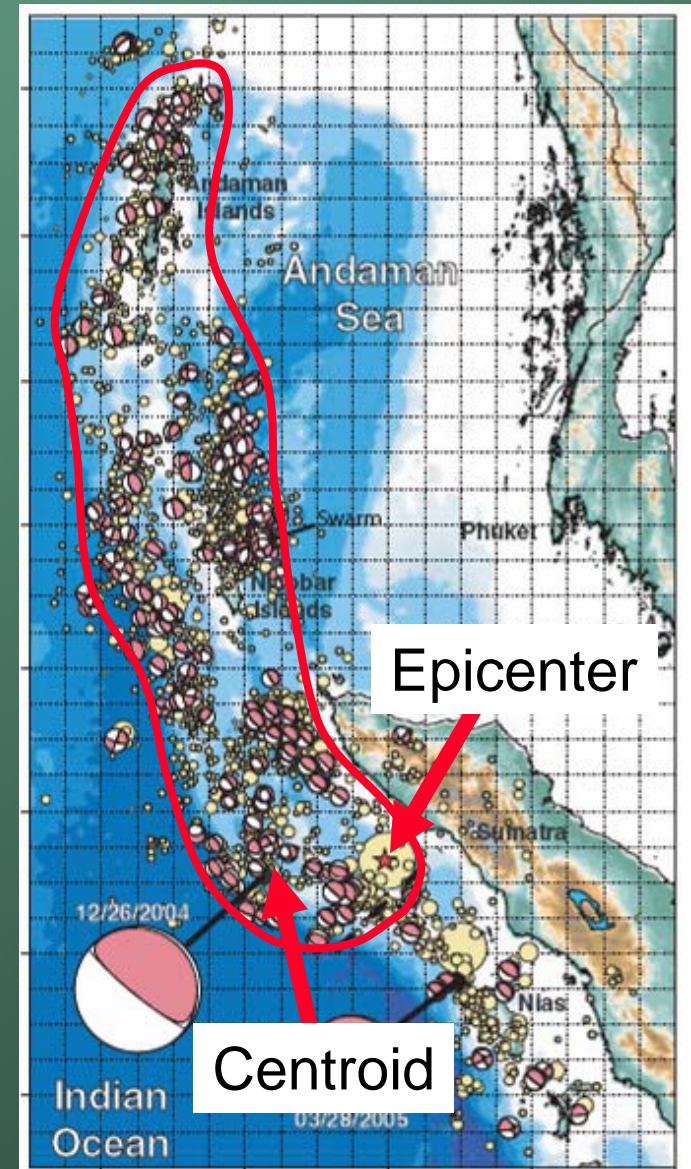 Andaman
Islands
Andaman
Sea
Swarm
Phuket
Nicobar
Islands
Epicenter
Sumatra
12/26/2004
Nias
Centroid
Indian
Ocean
03/28/2005